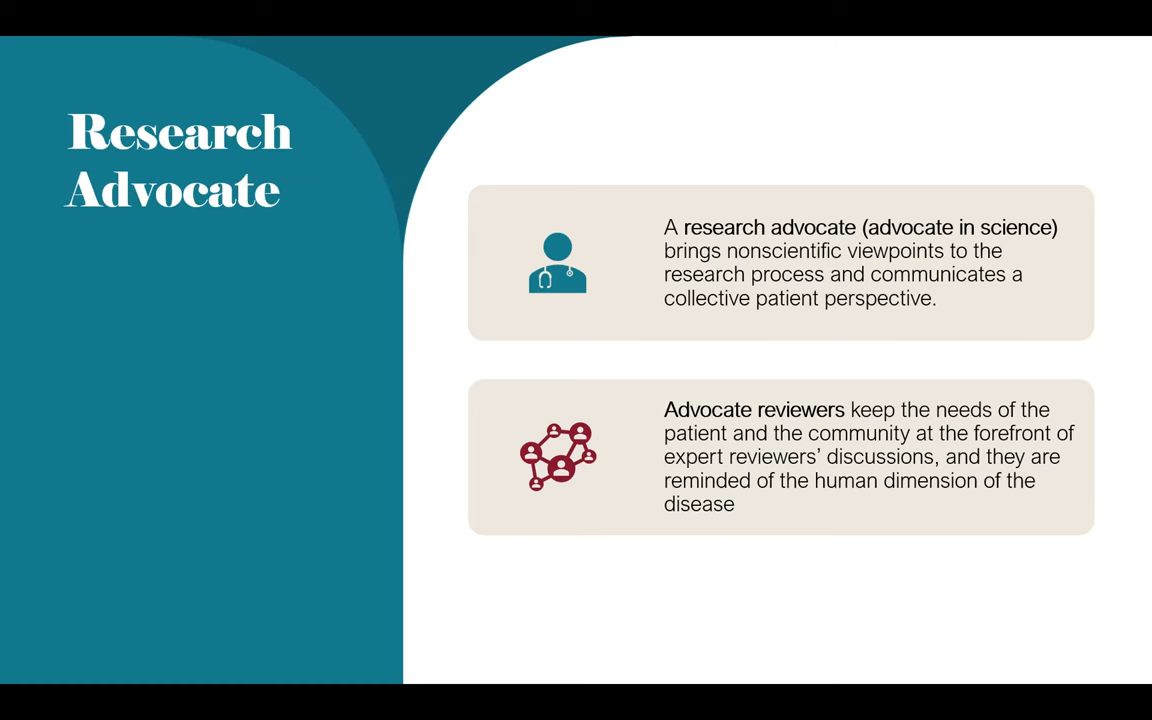 Research
Advocate
A research advocate (advocate in science)
brings nonscientific viewpoints to the
research process and communicates a
collective patient perspective.
Advocate reviewers keep the needs of the
patient and the community at the forefront of
expert reviewers’ discussions, and they are
reminded of the human dimension of the
disease